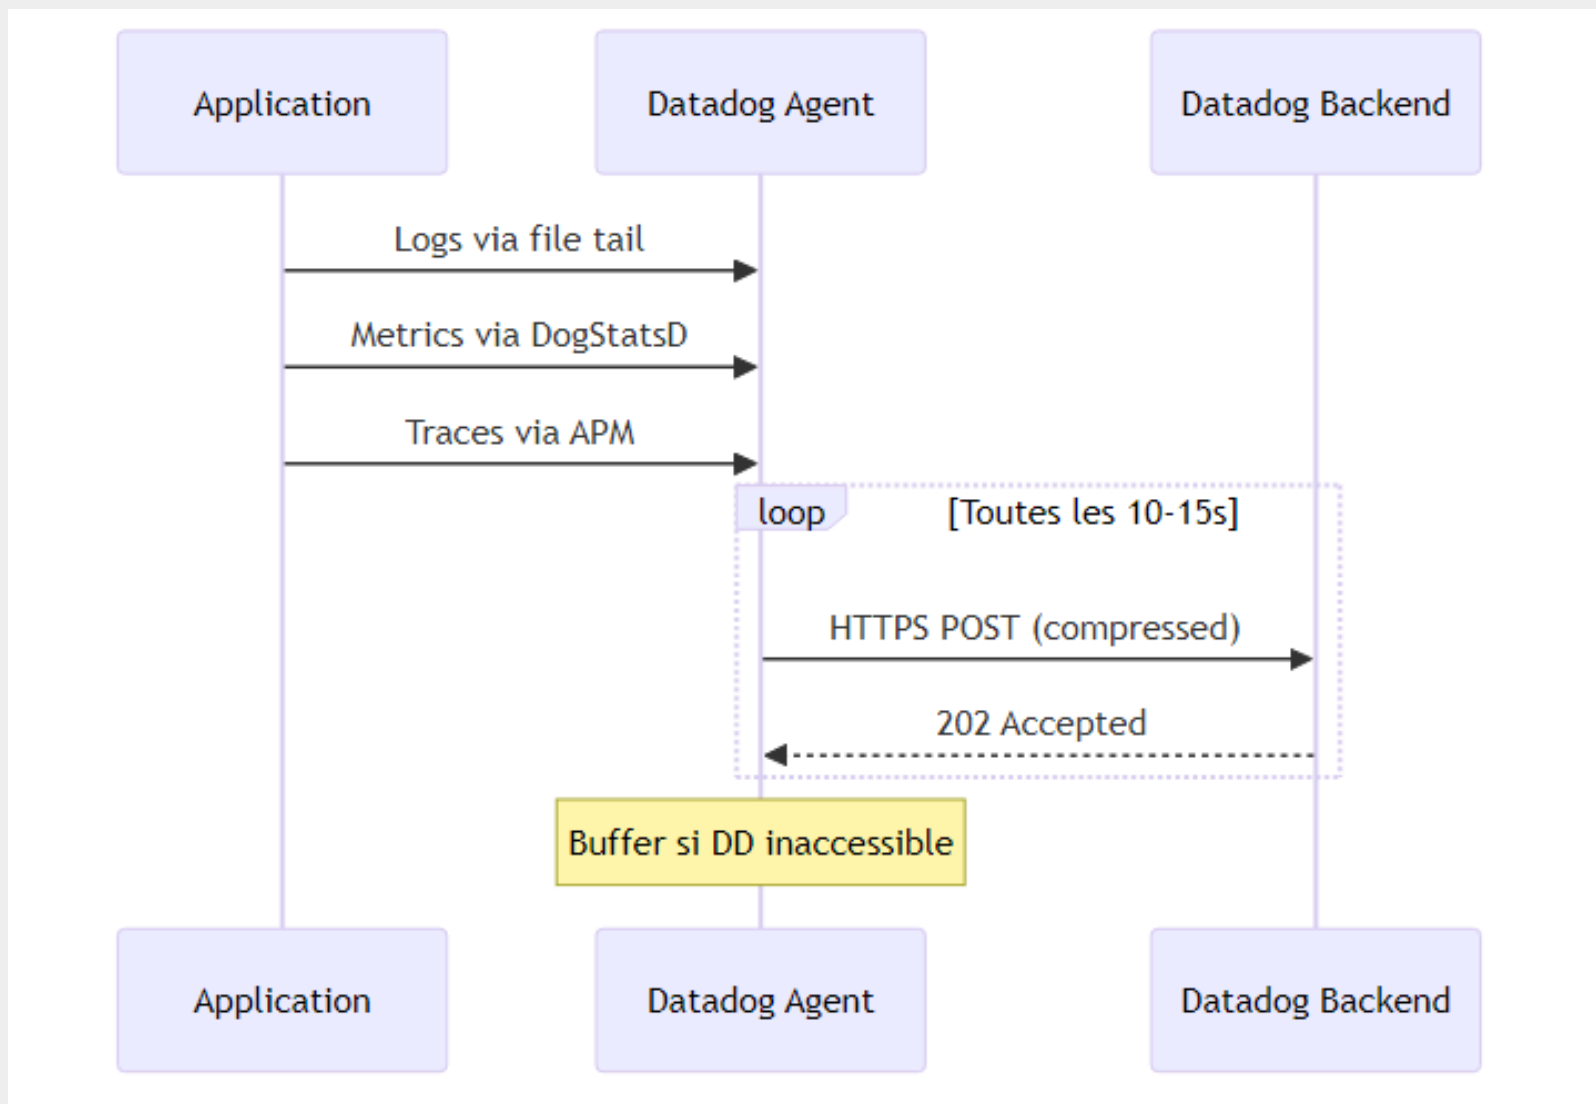 Application
Datadog Agent
Datadog Backend
Logs via file tail
Metrics via DogStatsD
Traces via APM
loop
[Toutes les 10-15s]
HTTPS POST (compressed)
202 Accepted
Buffer si DD inaccessible
Application
Datadog Agent
Datadog Backend